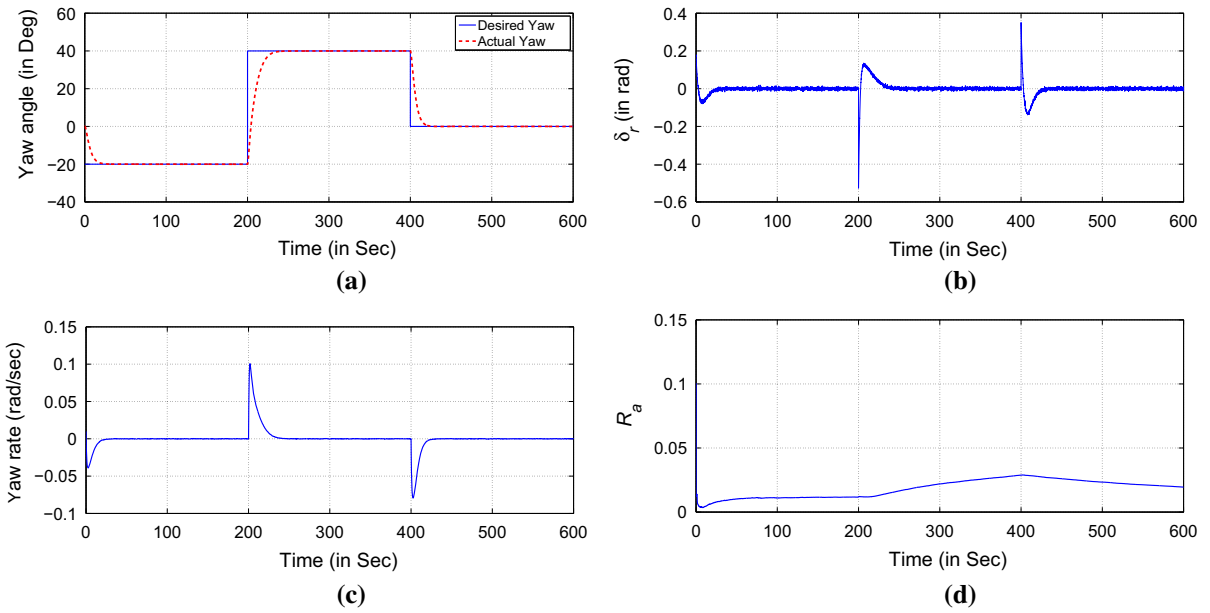 60
40
20
0
−20
−40
0 100 200 300 400 500 600
Yaw angle (in Deg)
Time (in Sec)
Desired Yaw
Actual Yaw
(a)
0.4
0.2
0
−0.2
−0.4
−0.6
0 100 200 300 400 500 600
δr (in rad)
Time (in Sec)
(b)
0.15
0.1
0.05
0
−0.05
−0.1
0 100 200 300 400 500 600
Yaw rate (rad/sec)
Time (in Sec)
(c)
0.15
0.1
0.05
0
0 100 200 300 400 500 600
R_a
Time (in Sec)
(d)